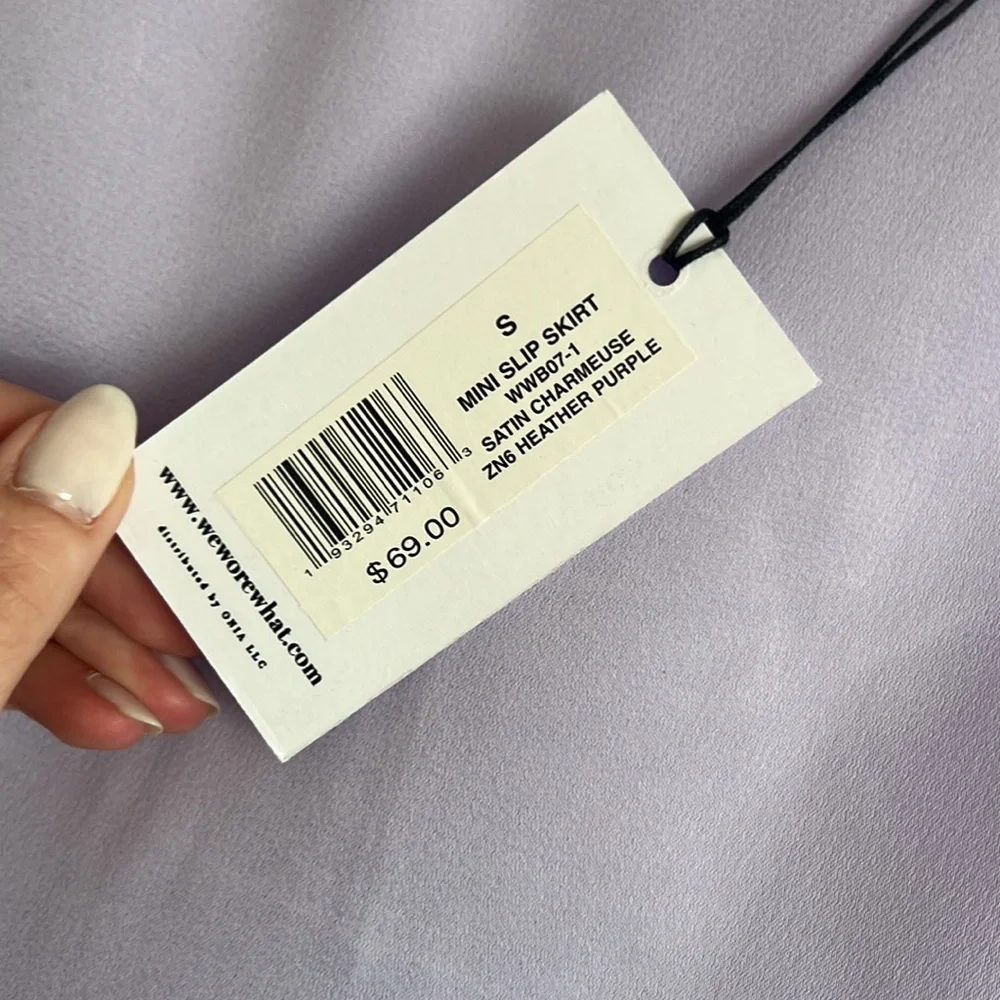 S
MINI SLIP SKIRT
WWB07-1
SATIN CHARMEUSE
ZN6 HEATHER PURPLE
1 93294 71106 3
$69.00
www.weworewhat.com
distributed by ONIA LLC